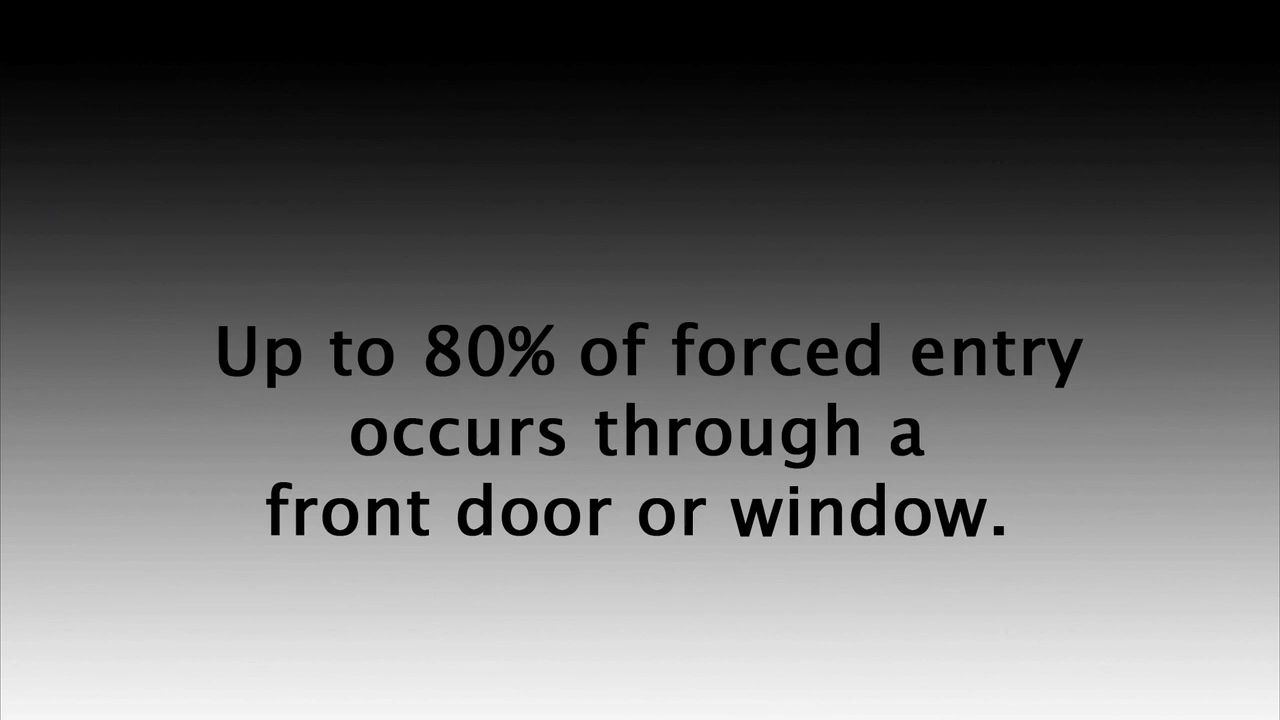 Up to 80% of forced entry
occurs through a
front door or window.